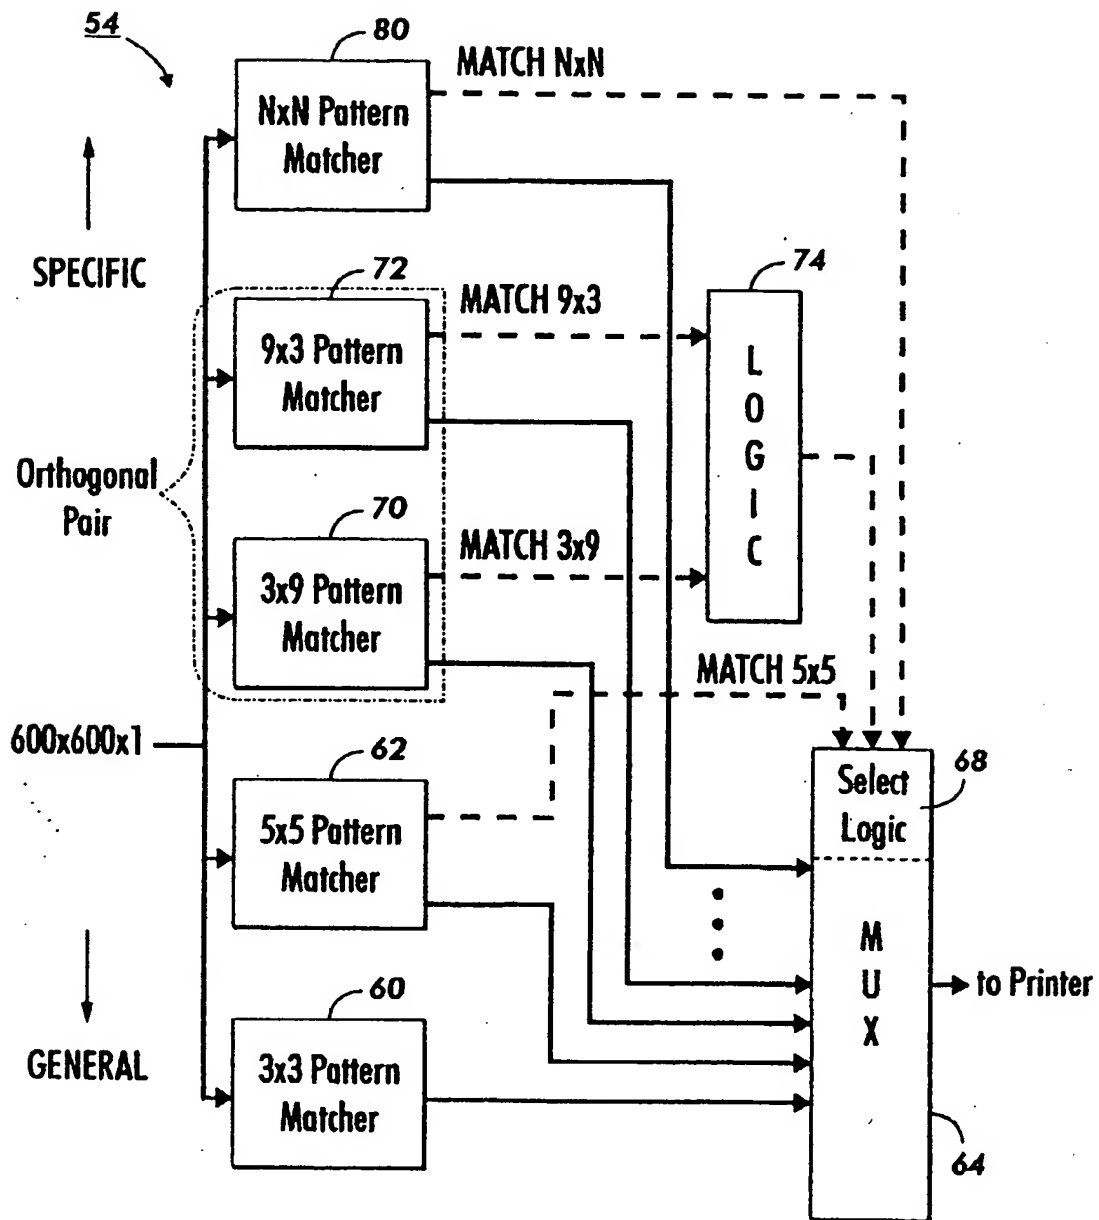 54
80
MATCH NxN
NxN Pattern
Matcher
SPECIFIC
72
MATCH 9x3
74
9x3 Pattern
Matcher
LOGIC
Orthogonal
Pair
70
MATCH 3x9
3x9 Pattern
Matcher
MATCH 5x5
600x600x1
62
68
Select
Logic
5x5 Pattern
Matcher
MUX
to Printer
60
GENERAL
3x3 Pattern
Matcher
64